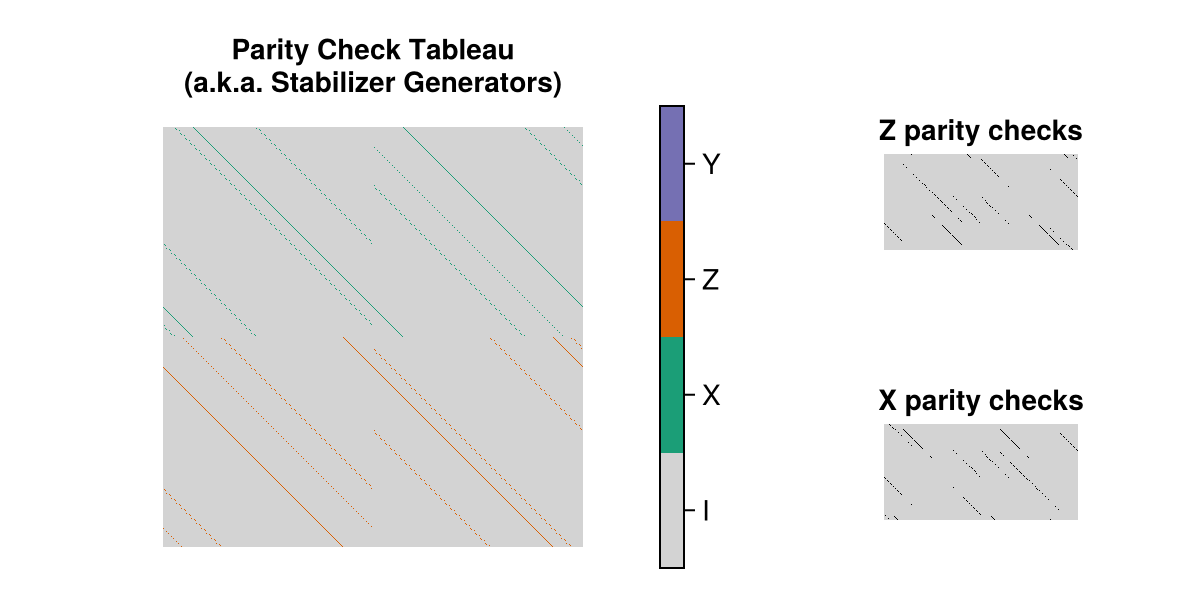 Parity Check Tableau
(a.k.a. Stabilizer Generators)
Y
Z
X
I
Z parity checks
X parity checks